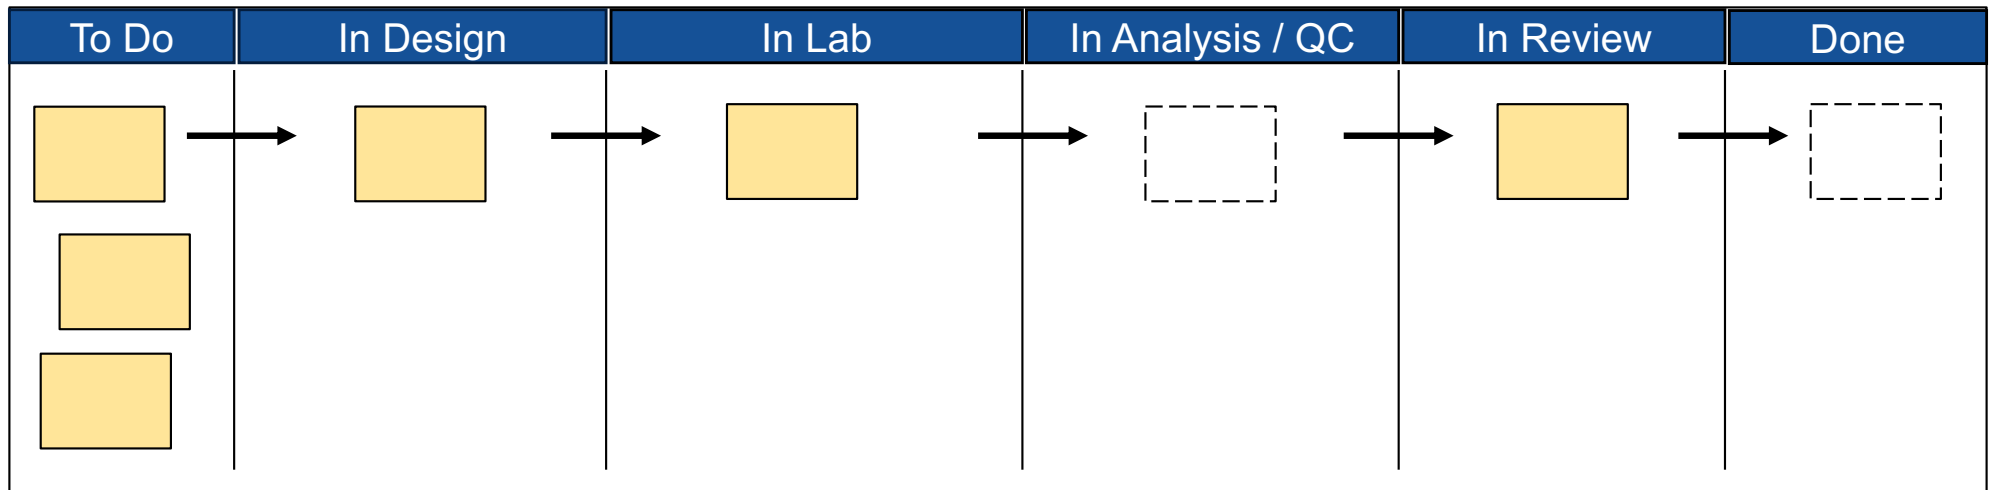 To Do
In Design
In Lab
In Analysis / QC
In Review
Done